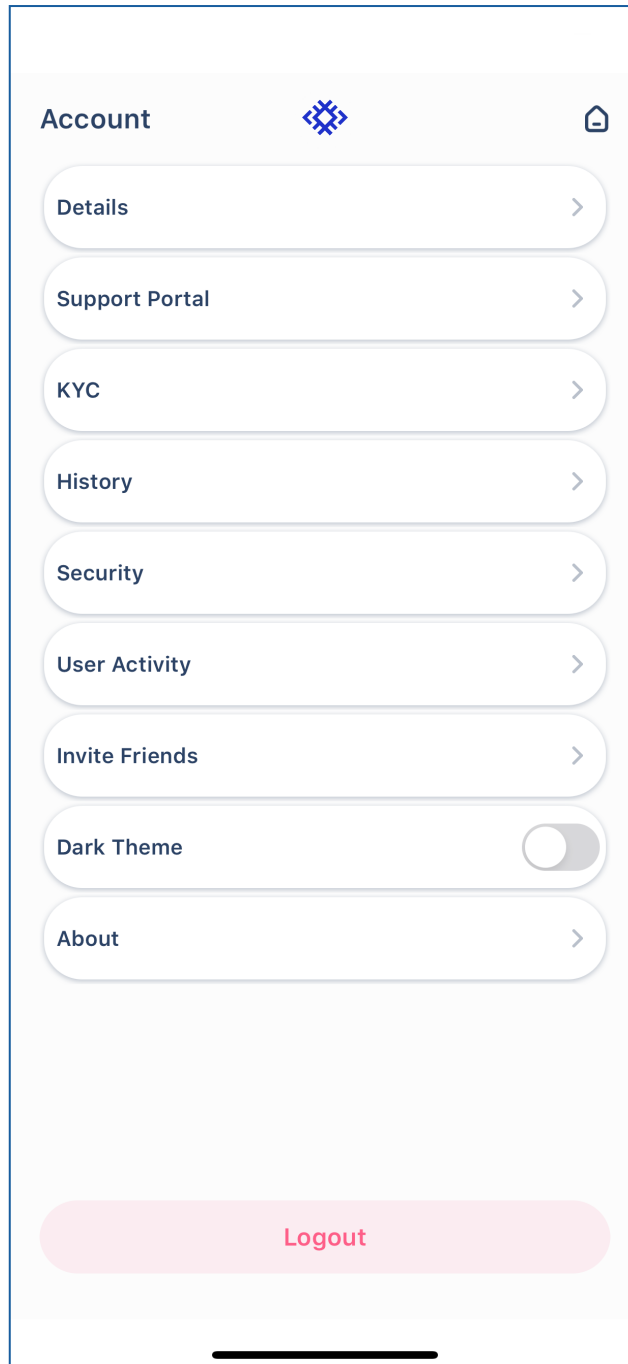 Account
Details
Support Portal
KYC
History
Security
User Activity
Invite Friends
Dark Theme
About
Logout